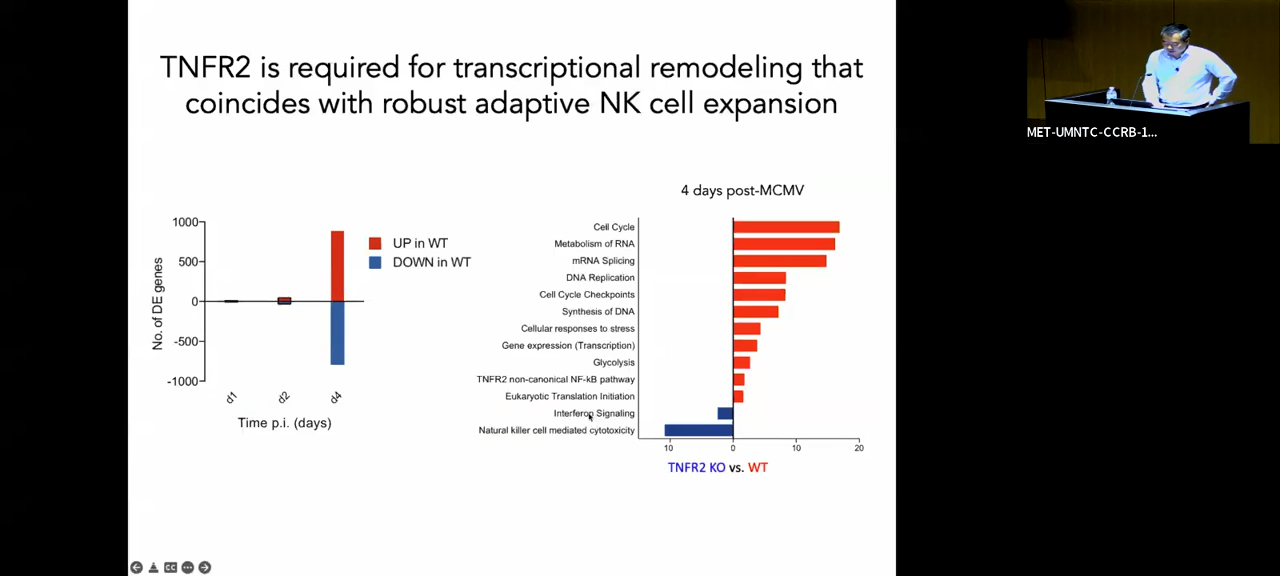 TNFR2 is required for transcriptional remodeling that
coincides with robust adaptive NK cell expansion
MET-UMNTC-CCRB-1...
4 days post-MCMV
No. of DE genes
1000
500
0
-500
-1000
d1
d2
d4
Time p.i. (days)
UP in WT
DOWN in WT
Cell Cycle
Metabolism of RNA
mRNA Splicing
DNA Replication
Cell Cycle Checkpoints
Synthesis of DNA
Cellular responses to stress
Gene expression (Transcription)
Glycolysis
TNFR2 non-canonical NF-kB pathway
Eukaryotic Translation Initiation
Interferon Signaling
Natural killer cell mediated cytotoxicity
10 0 10 20
TNFR2 KO vs. WT
CC